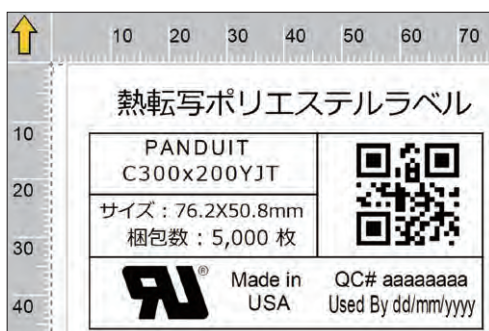 10 20 30 40 50 60 70
10
20
30
40
熱転写ポリエステルラベル
PANDUIT
C300x200YJT
サイズ：76.2X50.8mm
梱包数：5,000 枚
RU®
Made in
USA
QC# aaaaaaaa
Used By dd/mm/yyyy